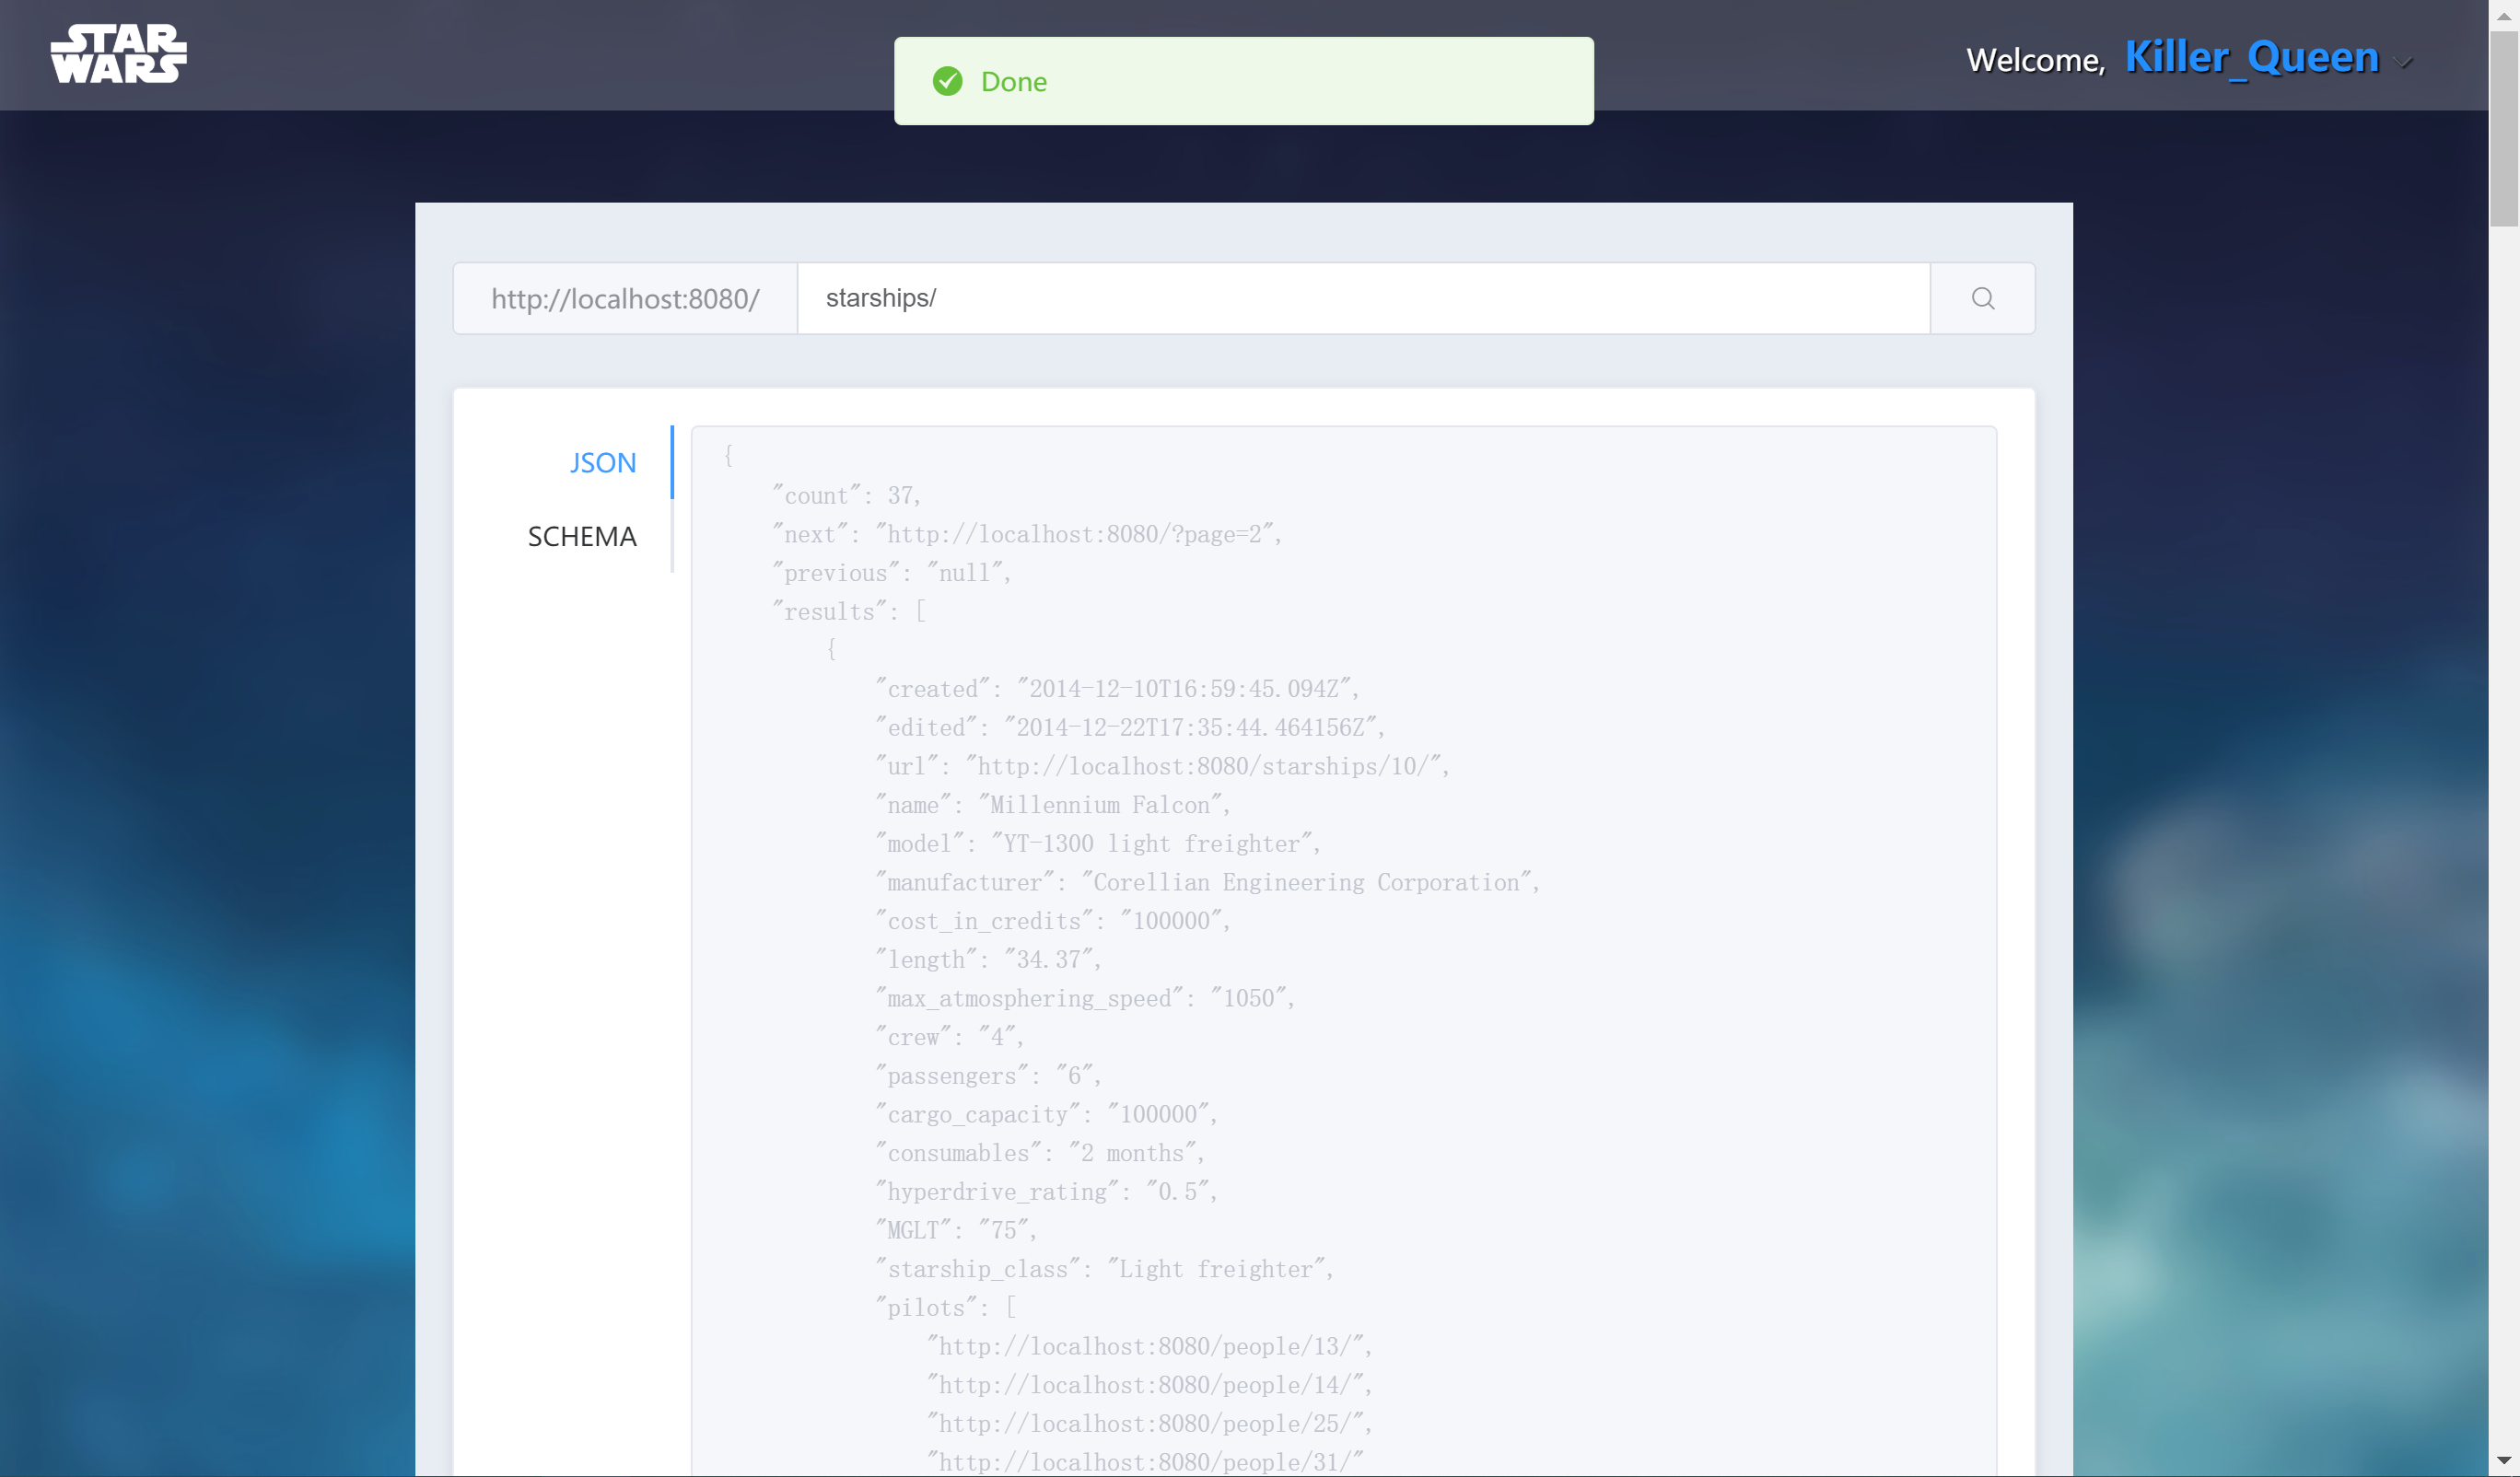 STAR
WARS
Done
Welcome, Killer_Queen
http://localhost:8080/ starships/
JSON
SCHEMA
{
"count": 37,
"next": "http://localhost:8080/?page=2",
"previous": "null",
"results": [
{
"created": "2014-12-10T16:59:45.094Z",
"edited": "2014-12-22T17:35:44.464156Z",
"url": "http://localhost:8080/starships/10/",
"name": "Millennium Falcon",
"model": "YT-1300 light freighter",
"manufacturer": "Corellian Engineering Corporation",
"cost_in_credits": "100000",
"length": "34.37",
"max_atmosphering_speed": "1050",
"crew": "4",
"passengers": "6",
"cargo_capacity": "100000",
"consumables": "2 months",
"hyperdrive_rating": "0.5",
"MGLT": "75",
"starship_class": "Light freighter",
"pilots": [
"http://localhost:8080/people/13/",
"http://localhost:8080/people/14/",
"http://localhost:8080/people/25/",
"http://localhost:8080/people/31/"